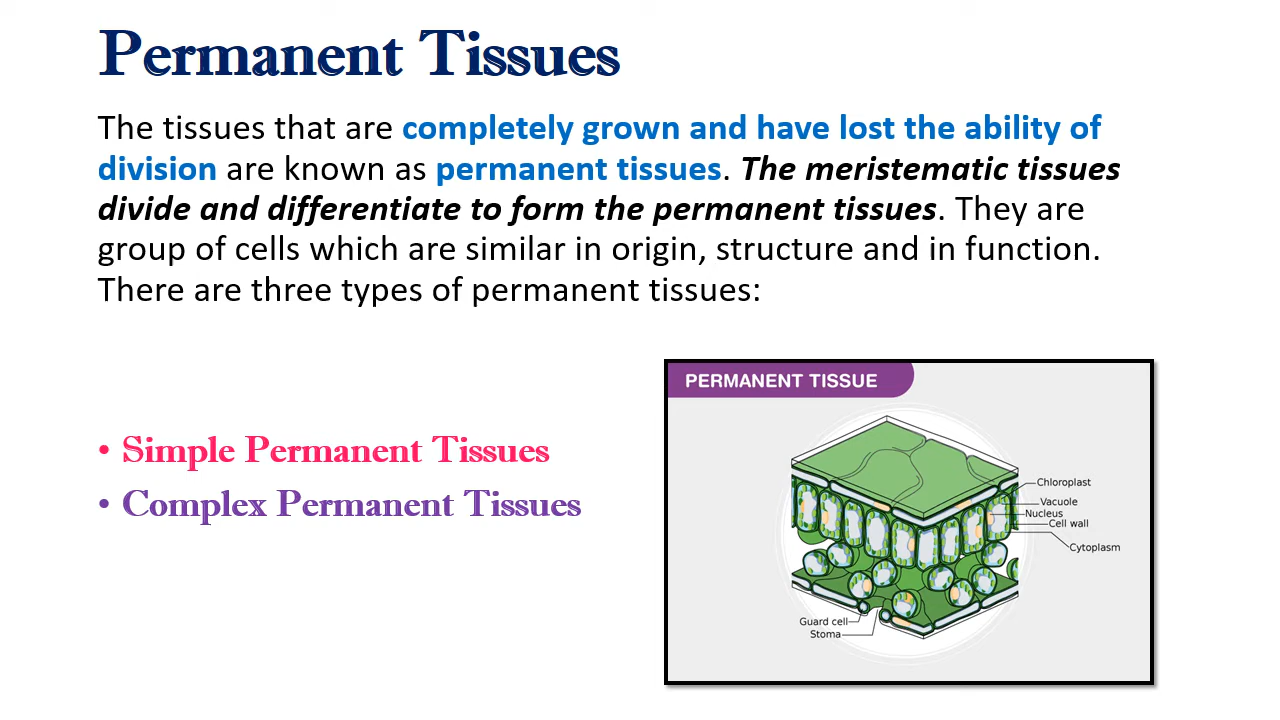 Permanent Tissues
The tissues that are completely grown and have lost the ability of
division are known as permanent tissues. The meristematic tissues
divide and differentiate to form the permanent tissues. They are
group of cells which are similar in origin, structure and in function.
There are three types of permanent tissues:
• Simple Permanent Tissues
• Complex Permanent Tissues
PERMANENT TISSUE
Chloroplast
Vacuole
Nucleus
Cell wall
Cytoplasm
Guard cell
Stoma